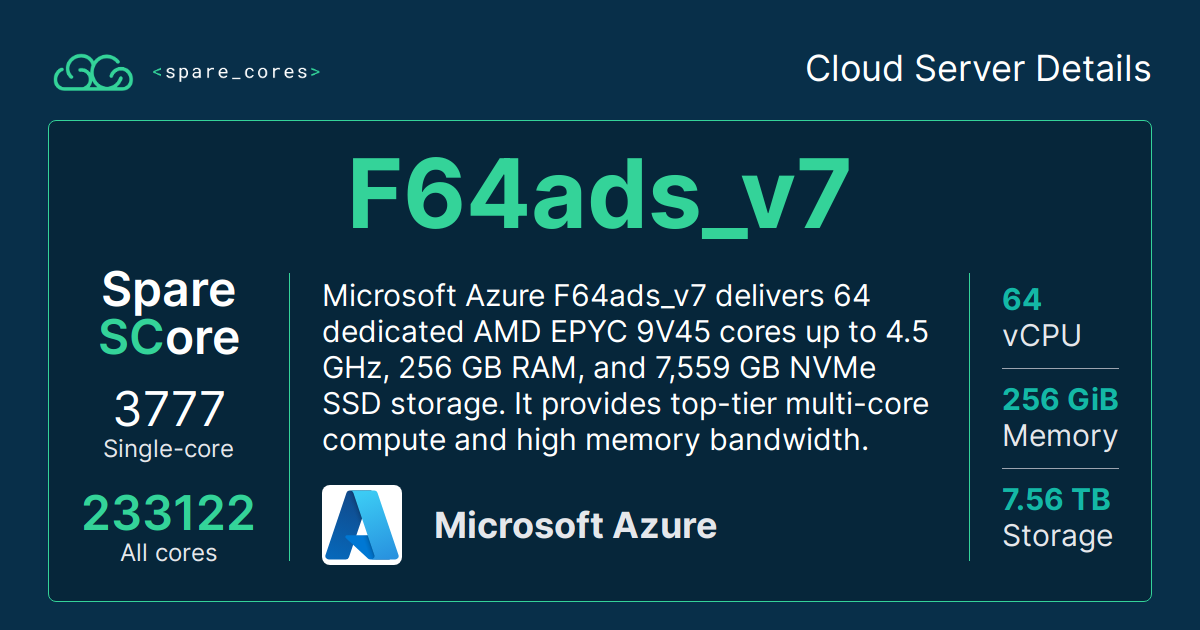 <spare_cores>
Cloud Server Details
F64ads_v7
Spare
SCore
3777
Single-core
233122
All cores
Microsoft Azure F64ads_v7 delivers 64
dedicated AMD EPYC 9V45 cores up to 4.5
GHz, 256 GB RAM, and 7,559 GB NVMe
SSD storage. It provides top-tier multi-core
compute and high memory bandwidth.
Microsoft Azure
64
vCPU
256 GiB
Memory
7.56 TB
Storage